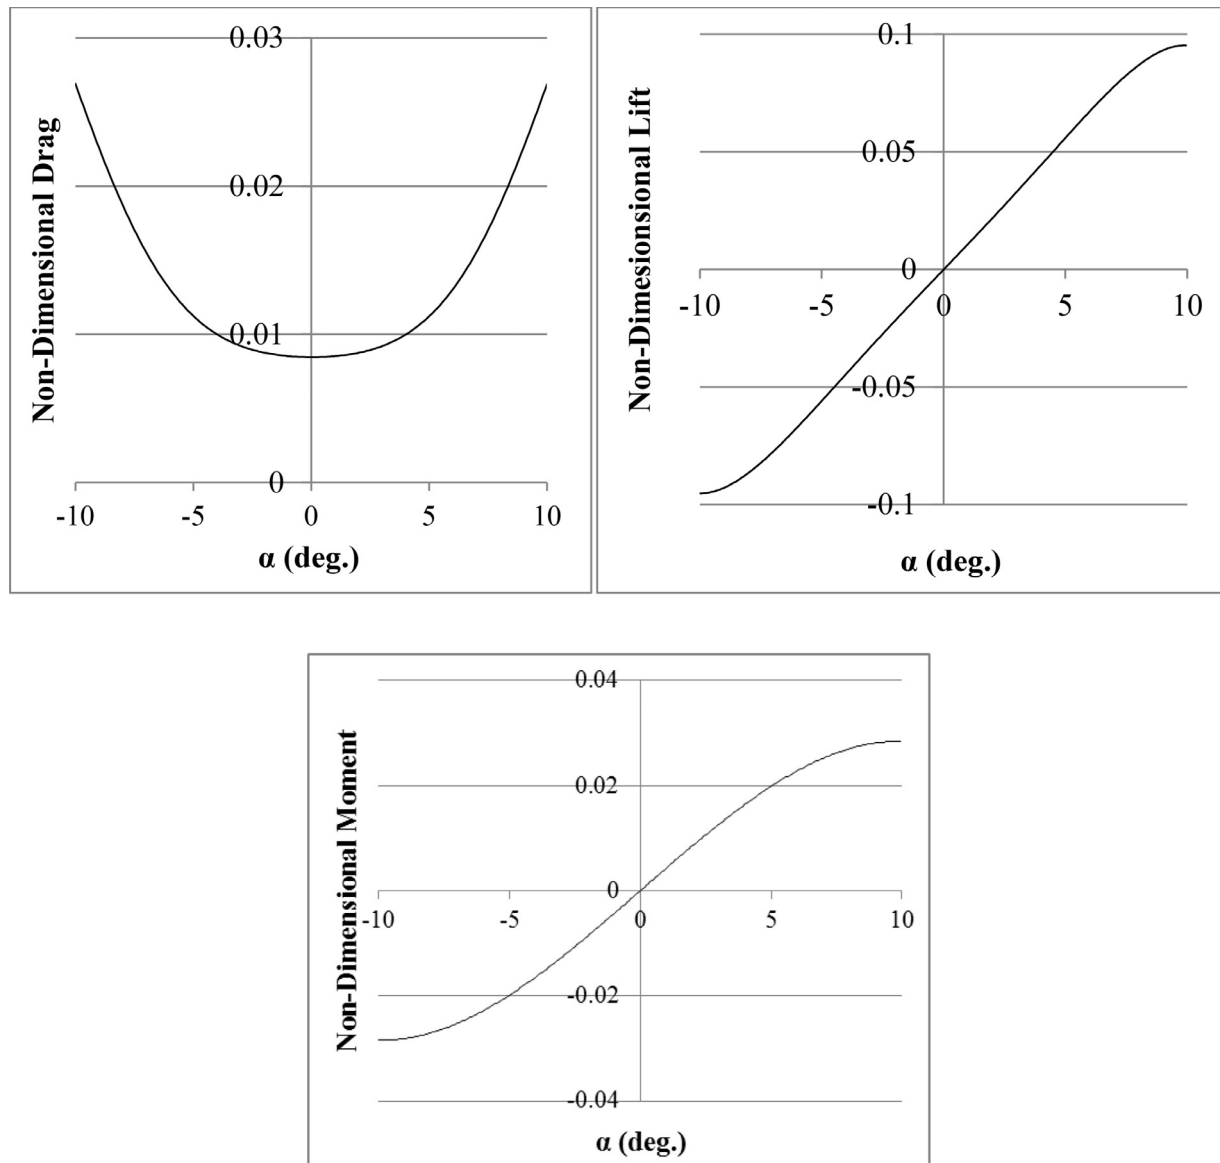 Non-Dimensional Drag
0.03
0.02
0.01
0
-10 -5 0 5 10
α (deg.)
Non-Dimesionsional Lift
0.1
0.05
0
-10 -5 0 5 10
-0.05
-0.1
α (deg.)
Non-Dimensional Moment
0.04
0.02
0
-10 -5 0 5 10
-0.02
-0.04
α (deg.)